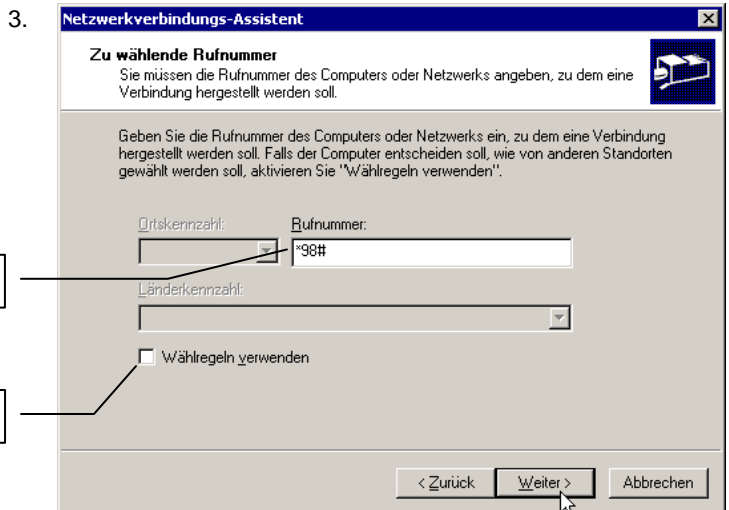 3.
Netzwerkverbindungs-Assistent
Zu wählende Rufnummer
Sie müssen die Rufnummer des Computers oder Netzwerks angeben, zu dem eine
Verbindung hergestellt werden soll.
Geben Sie die Rufnummer des Computers oder Netzwerks ein, zu dem eine Verbindung
hergestellt werden soll. Falls der Computer entscheiden soll, wie von anderen Standorten
gewählt werden soll, aktivieren Sie "Wählregeln verwenden".
Ortskennzahl: Rufnummer:
*98#
Länderkennzahl:
Wählregeln verwenden
< Zurück Weiter > Abbrechen